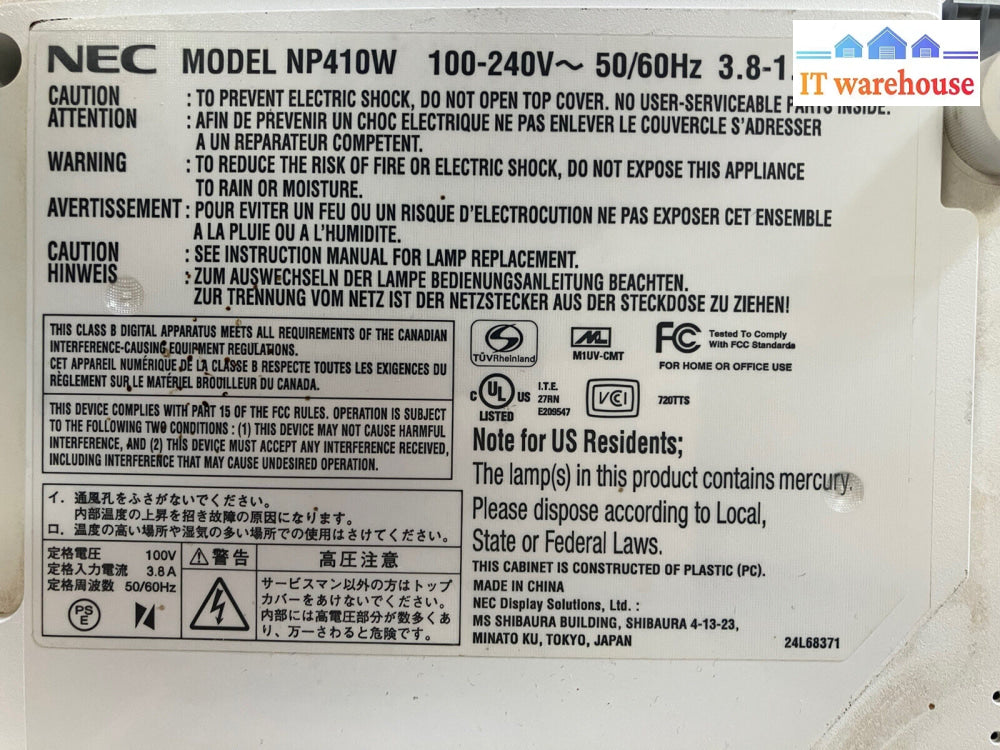 NEC MODEL NP410W 100-240V～ 50/60Hz 3.8-1.
IT warehouse
CAUTION : TO PREVENT ELECTRIC SHOCK, DO NOT OPEN TOP COVER. NO USER-SERVICEABLE PARTS INSIDE.
ATTENTION : AFIN DE PRÉVENIR UN CHOC ELECTRIQUE NE PAS ENLEVER LE COUVERCLE S'ADRESSER
A UN REPARATEUR COMPETENT.
WARNING : TO REDUCE THE RISK OF FIRE OR ELECTRIC SHOCK, DO NOT EXPOSE THIS APPLIANCE
TO RAIN OR MOISTURE.
AVERTISSEMENT : POUR EVITER UN FEU OU UN RISQUE D'ELECTROCUTION NE PAS EXPOSER CET ENSEMBLE
A LA PLUIE OU A L'HUMIDITE.
CAUTION : SEE INSTRUCTION MANUAL FOR LAMP REPLACEMENT.
HINWEIS : ZUM AUSWECHSELN DER LAMPE BEDIENUNGSANLEITUNG BEACHTEN.
ZUR TRENNUNG VOM NETZ IST DER NETZSTECKER AUS DER STECKDOSE ZU ZIEHEN!
THIS CLASS B DIGITAL APPARATUS MEETS ALL REQUIREMENTS OF THE CANADIAN
INTERFERENCE-CAUSING EQUIPMENT REGULATIONS.
CET APPAREIL NUMÉRIQUE DE LA CLASSE B RESPECTE TOUTES LES EXIGENCES DU
RÈGLEMENT SUR LE MATÉRIEL BROUILLEUR DU CANADA.
THIS DEVICE COMPLIES WITH PART 15 OF THE FCC RULES. OPERATION IS SUBJECT
TO THE FOLLOWING TWO CONDITIONS : (1) THIS DEVICE MAY NOT CAUSE HARMFUL
INTERFERENCE, AND (2) THIS DEVICE MUST ACCEPT ANY INTERFERENCE RECEIVED,
INCLUDING INTERFERENCE THAT MAY CAUSE UNDESIRED OPERATION.
イ. 通風孔をふさがないでください。
内部温度の上昇を招き故障の原因になります。
ロ. 温度の高い場所や湿気の多い場所での使用はさけてください。
定格電圧 100V
定格入力電流 3.8A
定格周波数 50/60Hz
PS
E
警告 高圧注意
サービスマン以外の方はトップ
カバーをあけないでください。
内部には高電圧部分が数多くあ
り、万一さわると危険です。
TÜVRheinland
M1UV-CMT
FC Tested To Comply
With FCC Standards
FOR HOME OR OFFICE USE
C UL US
LISTED
I.T.E.
27RN
E209547
VCI
720TTS
Note for US Residents;
The lamp(s) in this product contains mercury.
Please dispose according to Local,
State or Federal Laws.
THIS CABINET IS CONSTRUCTED OF PLASTIC (PC).
MADE IN CHINA
NEC Display Solutions, Ltd. :
MS SHIBAURA BUILDING, SHIBAURA 4-13-23,
MINATO KU, TOKYO, JAPAN
24L68371